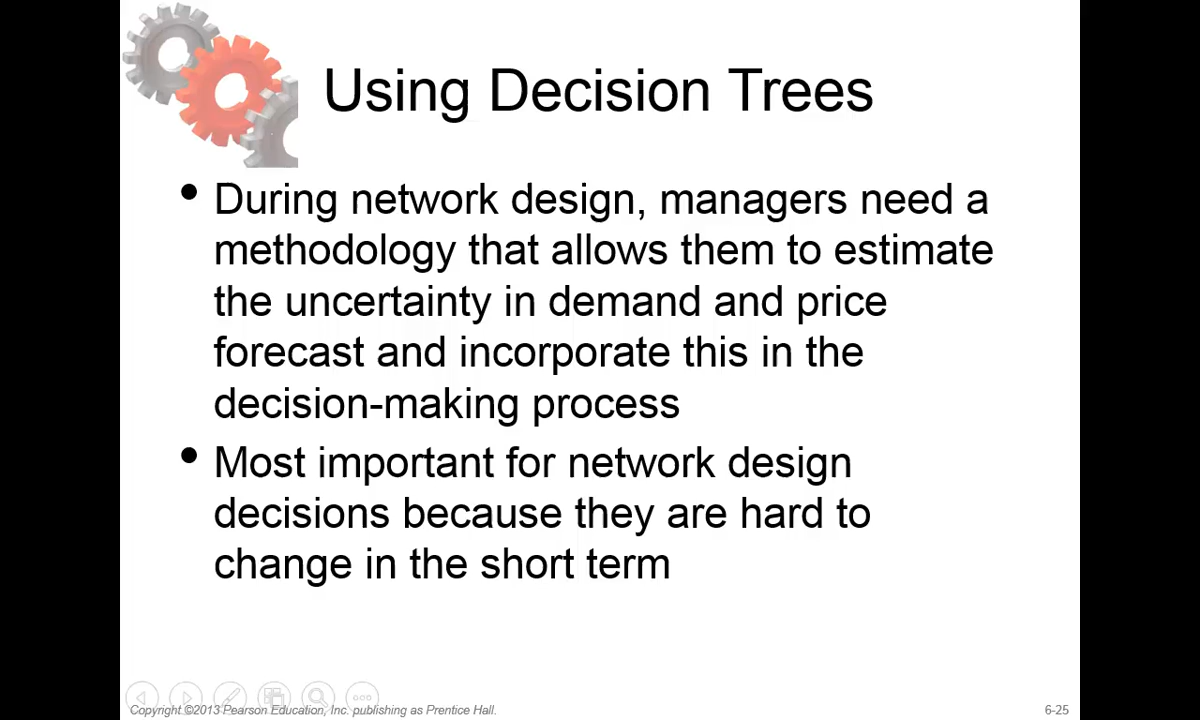 Using Decision Trees
• During network design, managers need a
methodology that allows them to estimate
the uncertainty in demand and price
forecast and incorporate this in the
decision-making process
• Most important for network design
decisions because they are hard to
change in the short term
Copyright ©2013 Pearson Education, Inc. publishing as Prentice Hall.
6-25